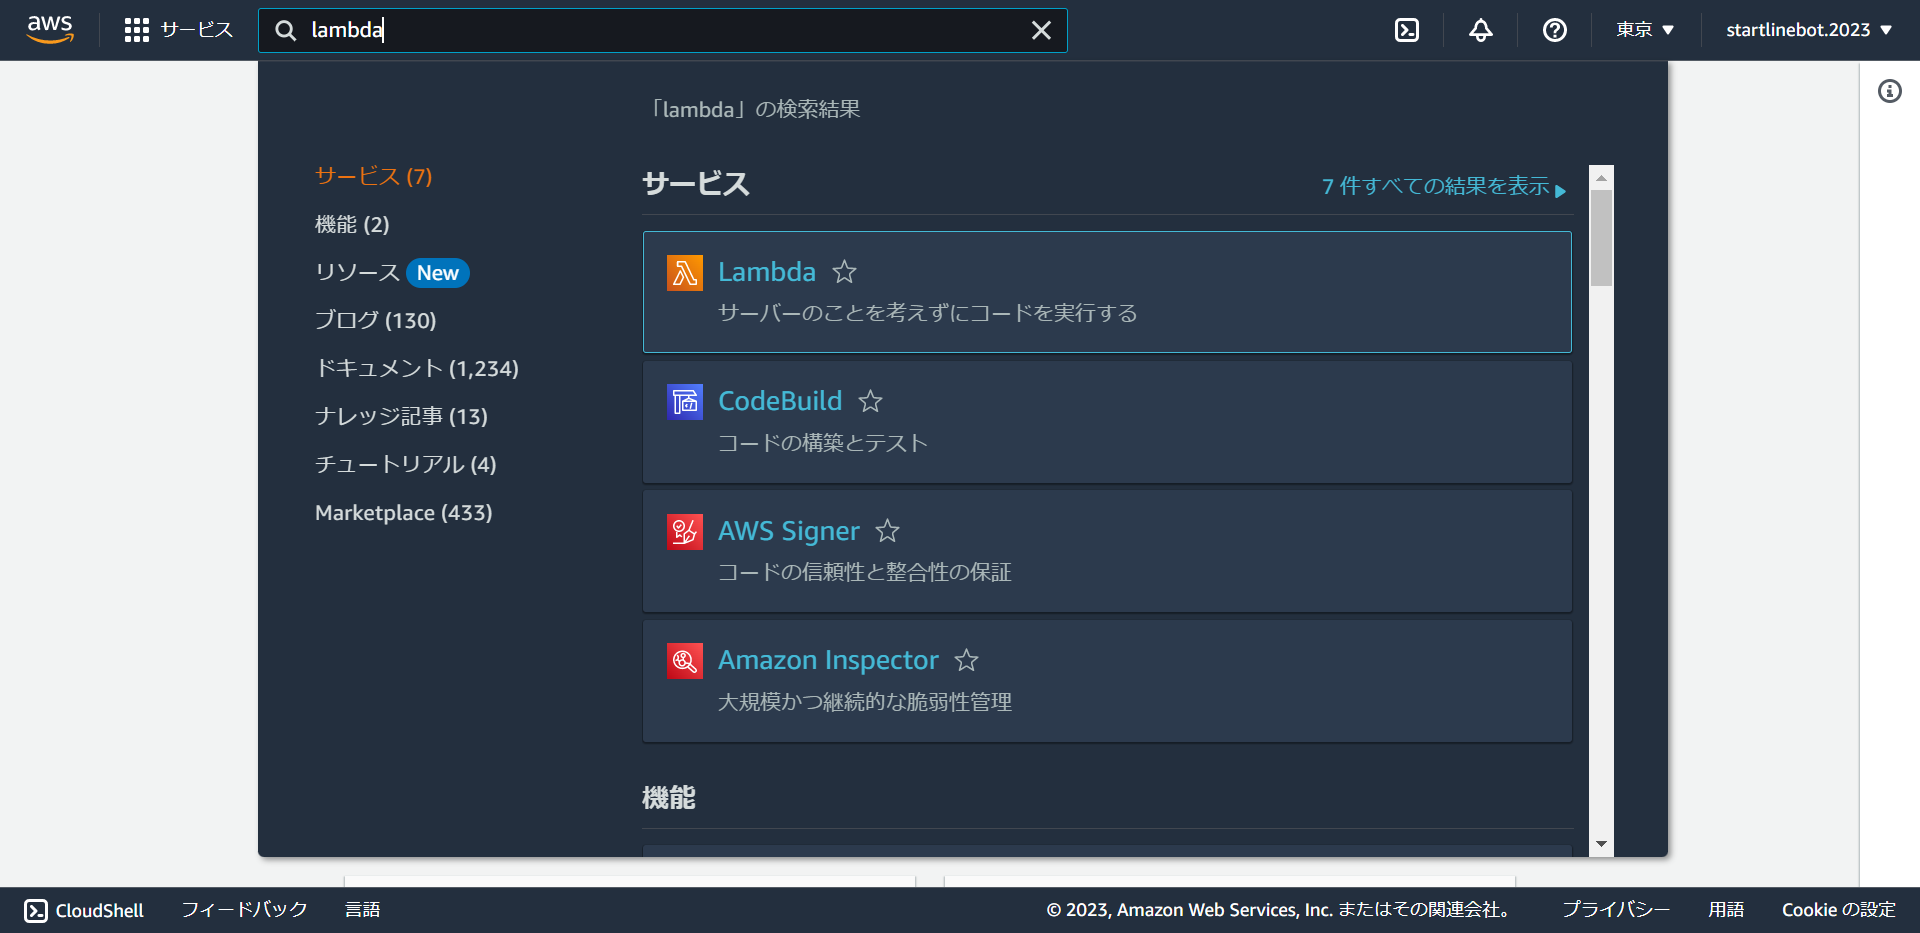 aws サービス lambda 東京 startlinebot.2023
「lambda」の検索結果
サービス (7)
機能 (2)
リソース New
ブログ (130)
ドキュメント (1,234)
ナレッジ記事 (13)
チュートリアル (4)
Marketplace (433)
サービス 7 件すべての結果を表示
Lambda
サーバーのことを考えずにコードを実行する
CodeBuild
コードの構築とテスト
AWS Signer
コードの信頼性と整合性の保証
Amazon Inspector
大規模かつ継続的な脆弱性管理
機能
CloudShell フィードバック 言語 © 2023, Amazon Web Services, Inc. またはその関連会社。 プライバシー 用語 Cookie の設定